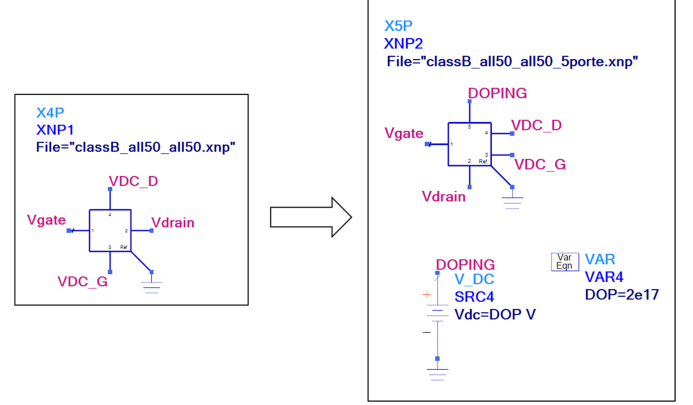 X4P
XNP1
File="classB_all50_all50.xnp"
VDC_D
4
Vgate
1
2
Vdrain
3
Ref
VDC_G
X5P
XNP2
File="classB_all50_all50_5porte.xnp"
DOPING
5
Vgate
1
4
VDC_D
3
VDC_G
2
Ref
Vdrain
DOPING
V_DC
SRC4
Vdc=DOP V
+
−
Var
Eqn
VAR
VAR4
DOP=2e17